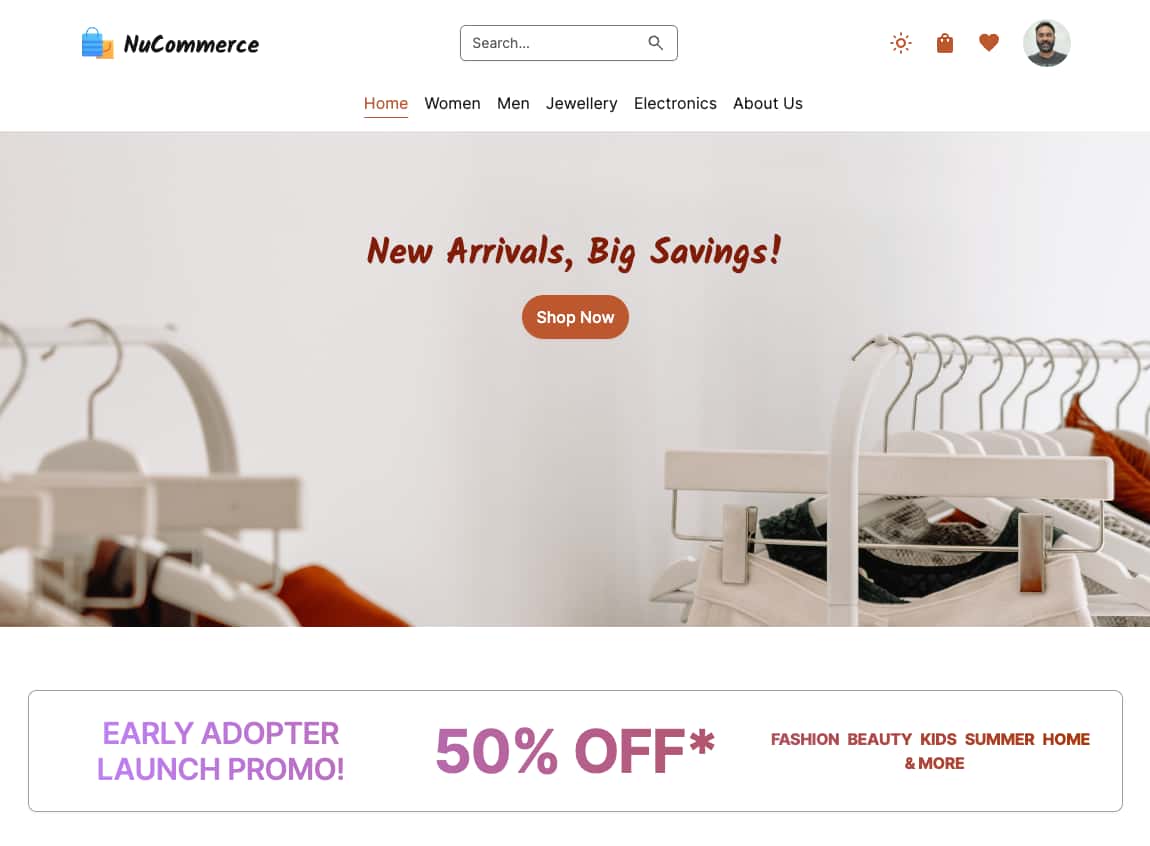 NuCommerce
Search...
Home Women Men Jewellery Electronics About Us
New Arrivals, Big Savings!
Shop Now
EARLY ADOPTER
LAUNCH PROMO!
50% OFF*
FASHION BEAUTY KIDS SUMMER HOME
& MORE